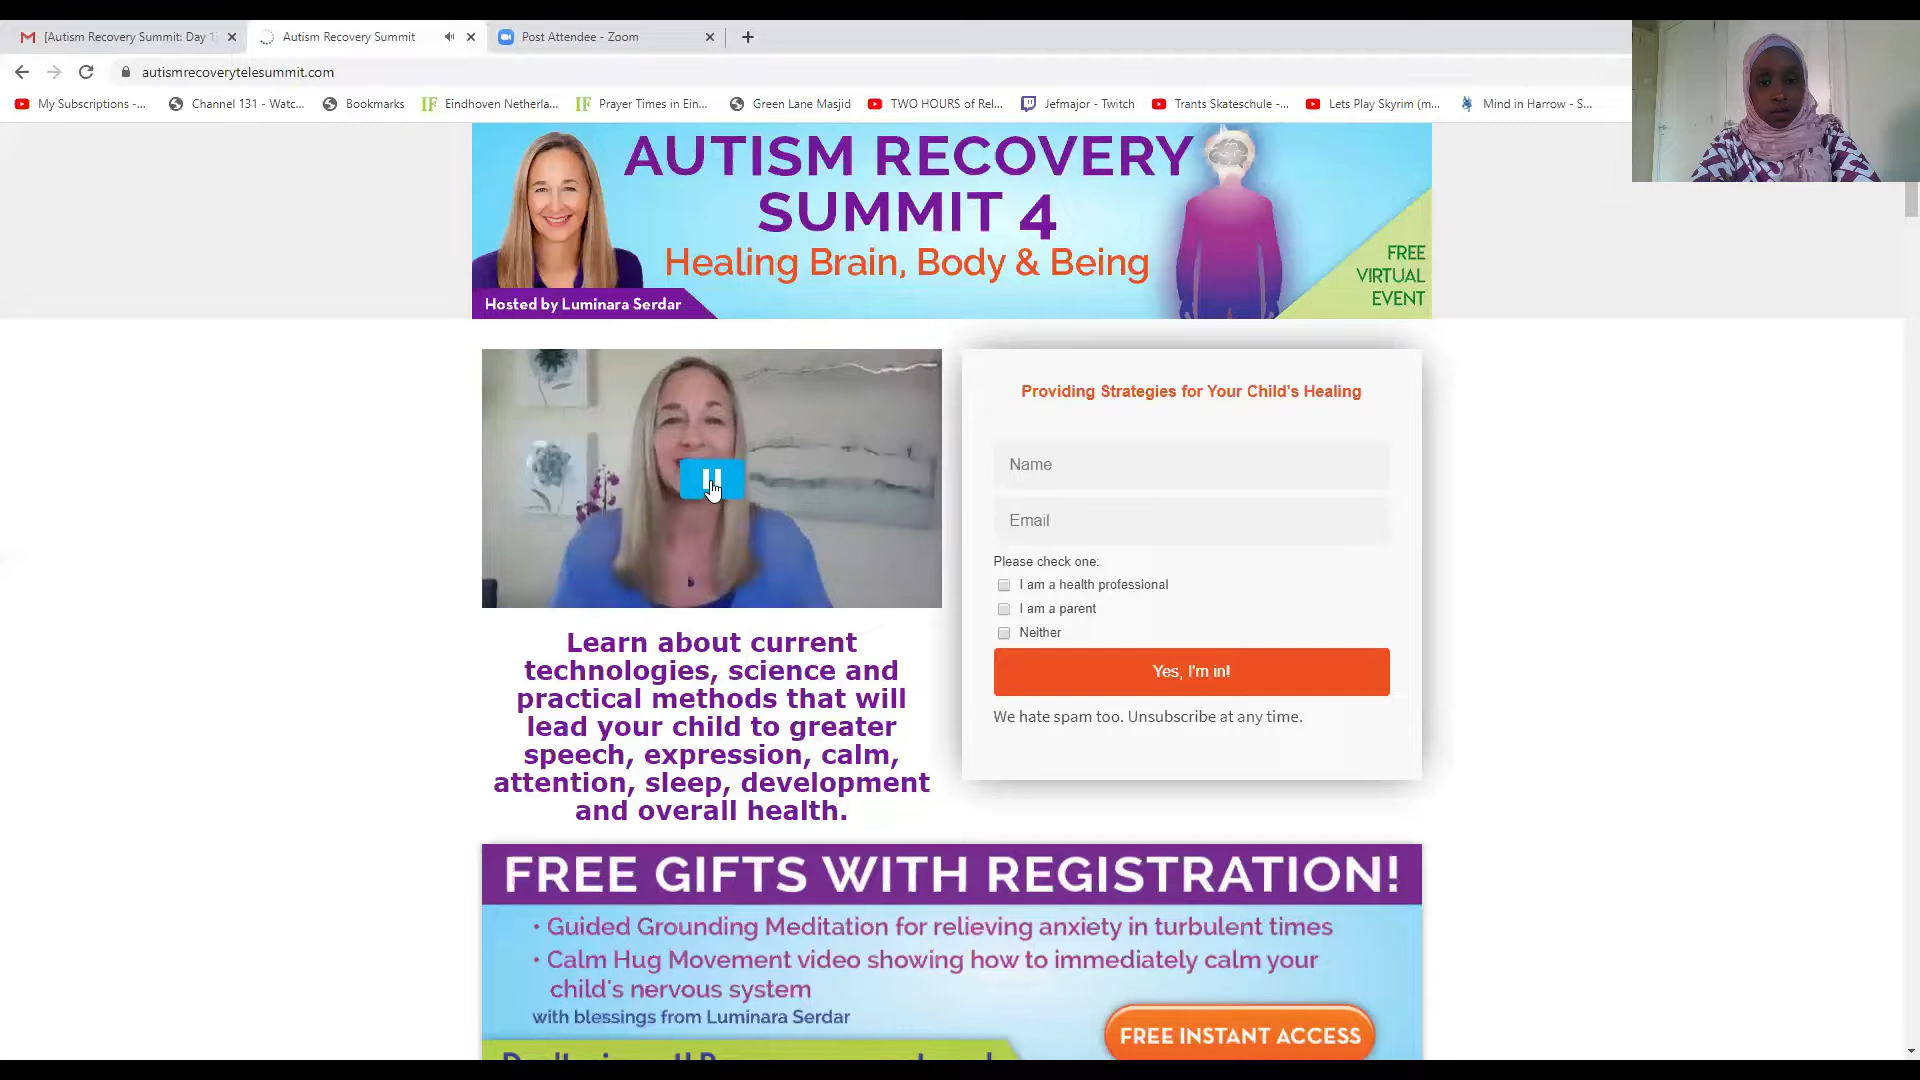 [Autism Recovery Summit: Day 1
Autism Recovery Summit
Post Attendee - Zoom
autismrecoverytelesummit.com
My Subscriptions -...
Channel 131 - Watc...
Bookmarks
Eindhoven Netherla...
Prayer Times in Ein...
Green Lane Masjid
TWO HOURS of Rel...
Jefmajor - Twitch
Trants Skateschule -...
Lets Play Skyrim (m...
Mind in Harrow - S...
AUTISM RECOVERY
SUMMIT 4
Healing Brain, Body & Being
Hosted by Luminara Serdar
FREE
VIRTUAL
EVENT
Learn about current
technologies, science and
practical methods that will
lead your child to greater
speech, expression, calm,
attention, sleep, development
and overall health.
Providing Strategies for Your Child's Healing
Name
Email
Please check one:
I am a health professional
I am a parent
Neither
Yes, I'm in!
We hate spam too. Unsubscribe at any time.
FREE GIFTS WITH REGISTRATION!
• Guided Grounding Meditation for relieving anxiety in turbulent times
• Calm Hug Movement video showing how to immediately calm your
child's nervous system
with blessings from Luminara Serdar
FREE INSTANT ACCESS